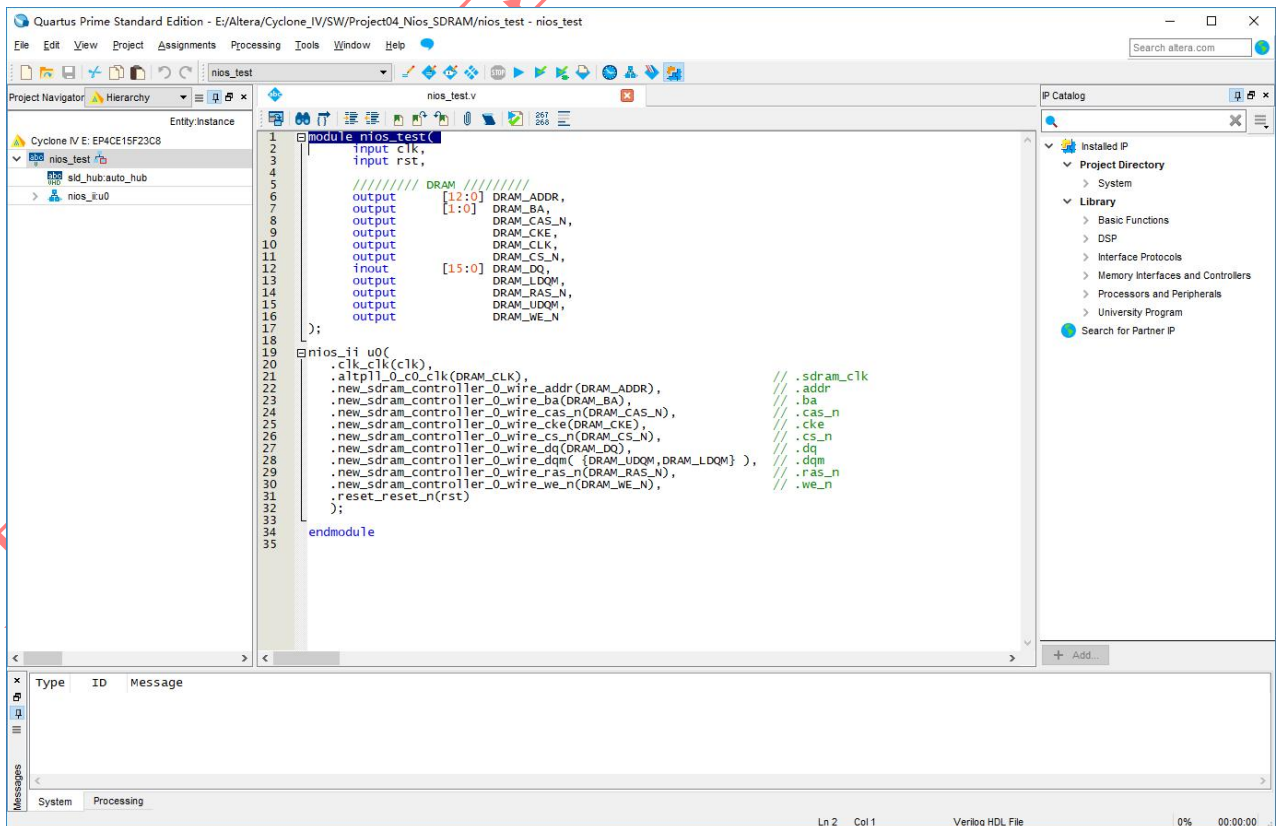 Quartus Prime Standard Edition - E:/Altera/Cyclone_IV/SW/Project04_Nios_SDRAM/nios_test - nios_test
File Edit View Project Assignments Processing Tools Window Help
Search altera.com
nios_test
STOP
Project Navigator Hierarchy
Entity:Instance
Cyclone IV E: EP4CE15F23C8
nios_test
sld_hub:auto_hub
nios_ii:u0
nios_test.v
267
268
1 module nios_test(
2 input clk,
3 input rst,
4
5 ///////// DRAM /////////
6 output [12:0] DRAM_ADDR,
7 output [1:0] DRAM_BA,
8 output DRAM_CAS_N,
9 output DRAM_CKE,
10 output DRAM_CLK,
11 output DRAM_CS_N,
12 inout [15:0] DRAM_DQ,
13 output DRAM_LDQM,
14 output DRAM_RAS_N,
15 output DRAM_UDQM,
16 output DRAM_WE_N
17 );
18
19 nios_ii u0(
20 .clk_clk(clk),
21 .altpll_0_c0_clk(DRAM_CLK), // .sdram_clk
22 .new_sdram_controller_0_wire_addr(DRAM_ADDR), // .addr
23 .new_sdram_controller_0_wire_ba(DRAM_BA), // .ba
24 .new_sdram_controller_0_wire_cas_n(DRAM_CAS_N), // .cas_n
25 .new_sdram_controller_0_wire_cke(DRAM_CKE), // .cke
26 .new_sdram_controller_0_wire_cs_n(DRAM_CS_N), // .cs_n
27 .new_sdram_controller_0_wire_dq(DRAM_DQ), // .dq
28 .new_sdram_controller_0_wire_dqm( {DRAM_UDQM,DRAM_LDQM} ), // .dqm
29 .new_sdram_controller_0_wire_ras_n(DRAM_RAS_N), // .ras_n
30 .new_sdram_controller_0_wire_we_n(DRAM_WE_N), // .we_n
31 .reset_reset_n(rst)
32 );
33
34 endmodule
35
IP Catalog
Installed IP
Project Directory
System
Library
Basic Functions
DSP
Interface Protocols
Memory Interfaces and Controllers
Processors and Peripherals
University Program
Search for Partner IP
+ Add...
Type ID Message
Messages
System Processing
Ln 2 Col 1 Verilog HDL File 0% 00:00:00